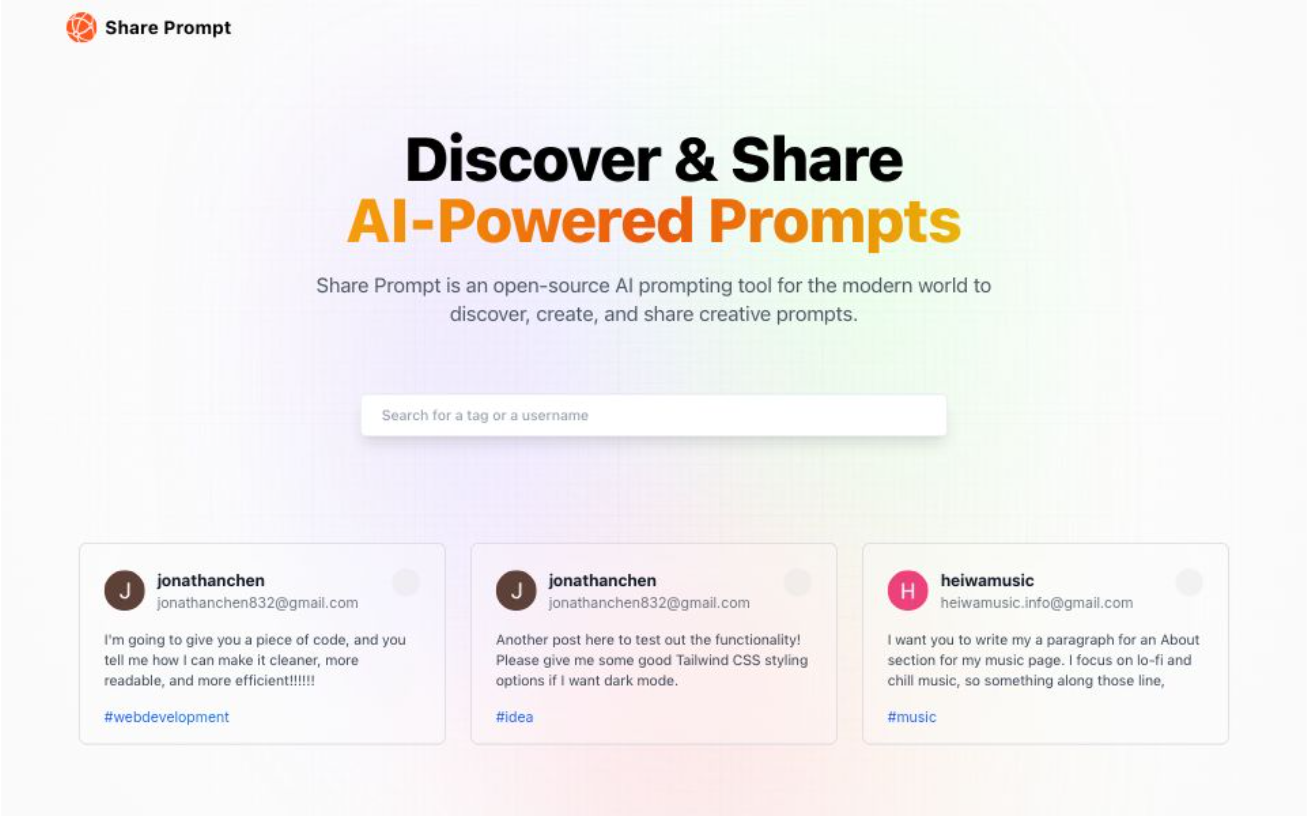 Share Prompt
Discover & Share
AI-Powered Prompts
Share Prompt is an open-source AI prompting tool for the modern world to
discover, create, and share creative prompts.
Search for a tag or a username
J
jonathanchen
jonathanchen832@gmail.com
I'm going to give you a piece of code, and you
tell me how I can make it cleaner, more
readable, and more efficient!!!!!!
#webdevelopment
J
jonathanchen
jonathanchen832@gmail.com
Another post here to test out the functionality!
Please give me some good Tailwind CSS styling
options if I want dark mode.
#idea
H
heiwamusic
heiwamusic.info@gmail.com
I want you to write my a paragraph for an About
section for my music page. I focus on lo-fi and
chill music, so something along those line,
#music